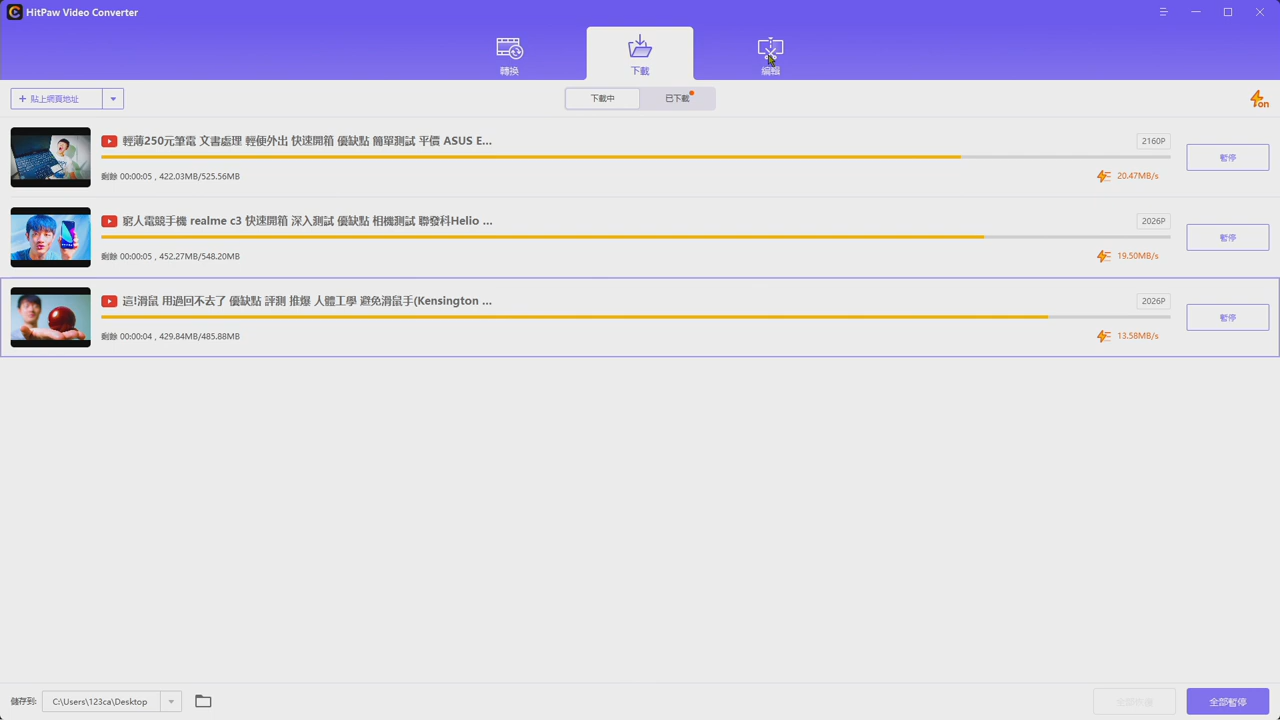 HitPaw Video Converter
轉換
下載
編輯
+ 貼上網頁地址
下載中
已下載
on
輕薄250元筆電 文書處理 輕便外出 快速開箱 優缺點 簡單測試 平價 ASUS E...
2160P
暫停
剩餘 00:00:05 , 422.03MB/525.56MB
20.47MB/s
窮人電競手機 realme c3 快速開箱 深入測試 優缺點 相機測試 聯發科Helio ...
2026P
暫停
剩餘 00:00:05 , 452.27MB/548.20MB
19.50MB/s
這!滑鼠 用過回不去了 優缺點 評測 推爆 人體工學 避免滑鼠手(Kensington ...
2026P
暫停
剩餘 00:00:04 , 429.84MB/485.88MB
13.58MB/s
儲存到:
C:\Users\123ca\Desktop
全部暫停